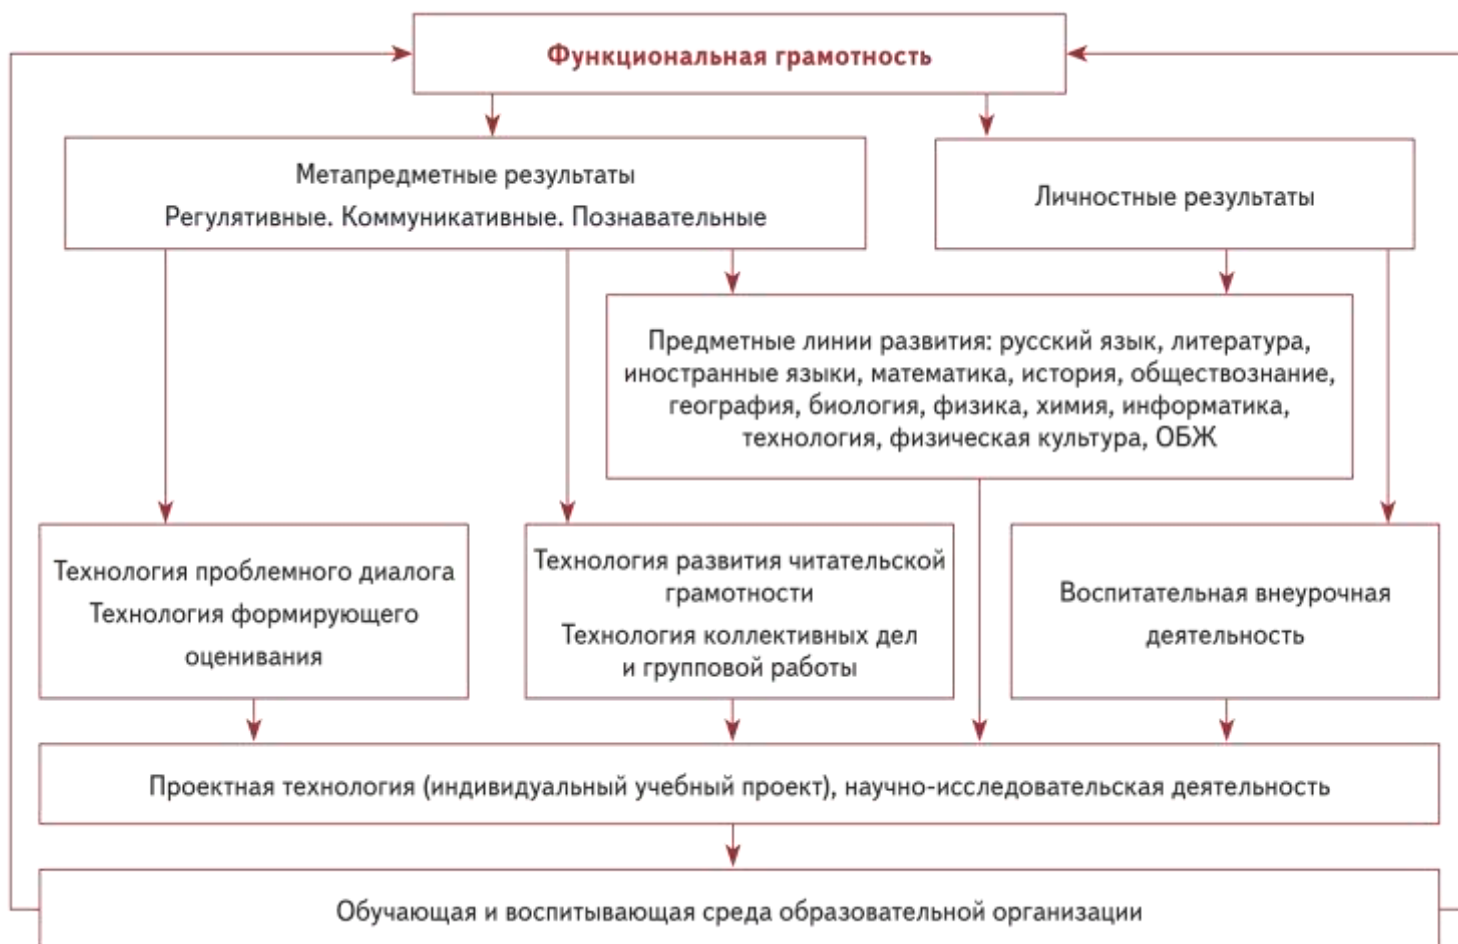 Функциональная грамотность
Метапредметные результаты
Регулятивные. Коммуникативные. Познавательные
Личностные результаты
Предметные линии развития: русский язык, литература,
иностранные языки, математика, история, обществознание,
география, биология, физика, химия, информатика,
технология, физическая культура, ОБЖ
Технология проблемного диалога
Технология формирующего
оценивания
Технология развития читательской
грамотности
Технология коллективных дел
и групповой работы
Воспитательная внеурочная
деятельность
Проектная технология (индивидуальный учебный проект), научно-исследовательская деятельность
Обучающая и воспитывающая среда образовательной организации